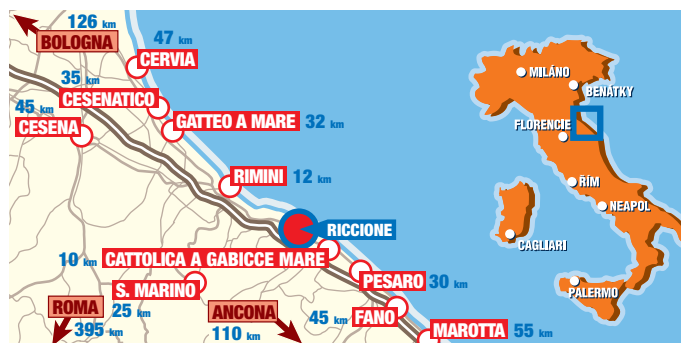 126 km
BOLOGNA
47 km
CERVIA
35 km
CESENATICO
45 km
CESENA
GATTEO A MARE 32 km
RIMINI 12 km
RICCIONE
10 km
CATTOLICA A GABICCE MARE
S. MARINO
25 km
PESARO 30 km
ROMA
395 km
ANCONA
110 km
45 km
FANO
MAROTTA 55 km
MILÁNO
BENÁTKY
FLORENCIE
ŘÍM
NEAPOL
CAGLIARI
PALERMO